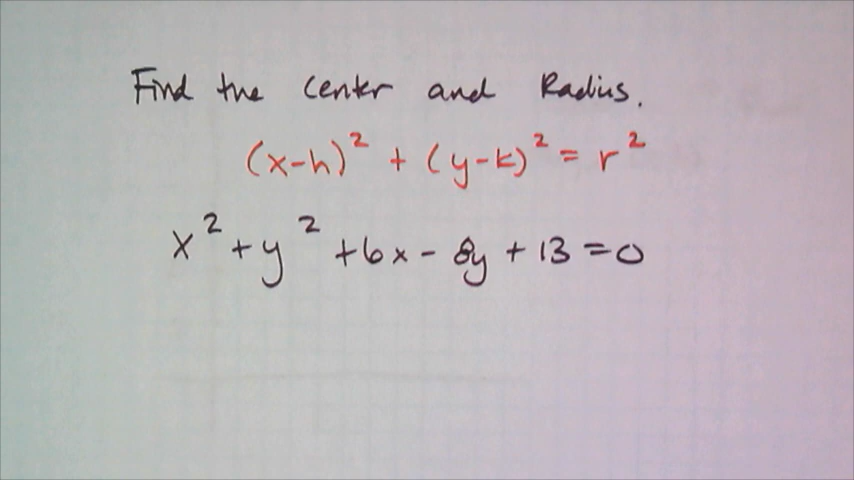 Find the Center and Radius.
(x-h)² + (y-k)² = r²
x² + y² + 6x - 8y + 13 = 0